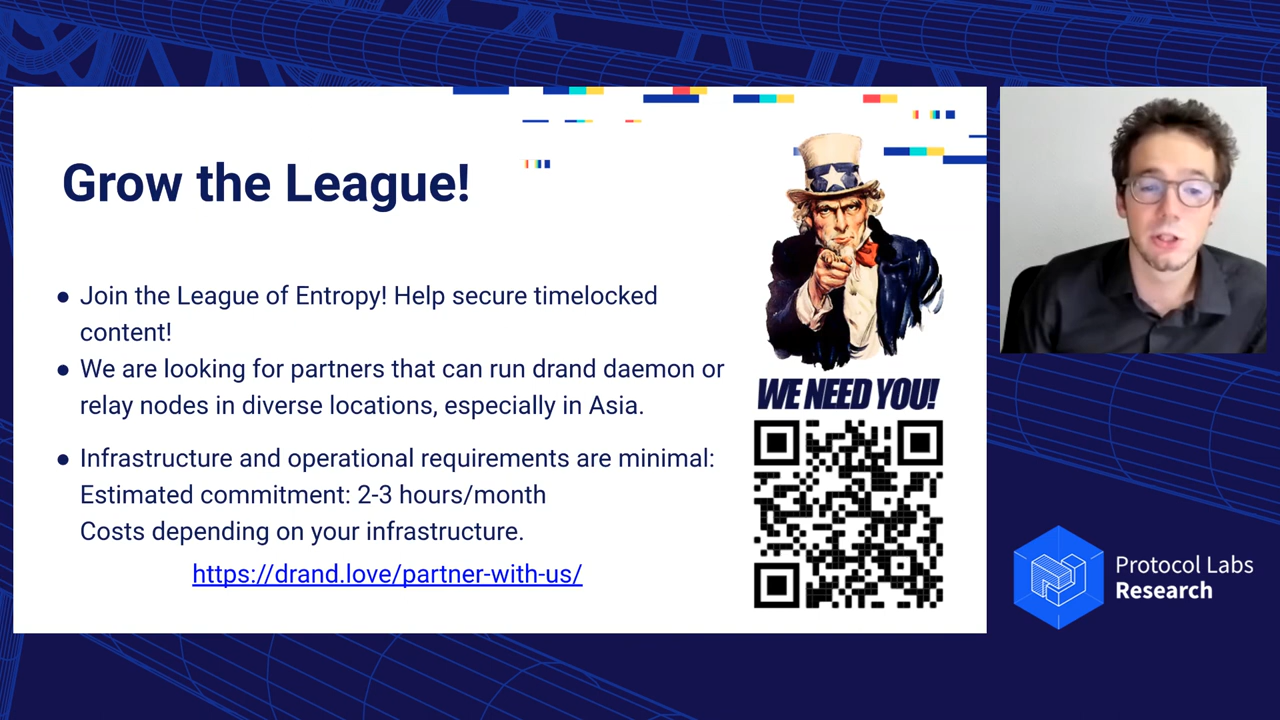 Grow the League!
● Join the League of Entropy! Help secure timelocked
content!
● We are looking for partners that can run drand daemon or
relay nodes in diverse locations, especially in Asia.
● Infrastructure and operational requirements are minimal:
Estimated commitment: 2-3 hours/month
Costs depending on your infrastructure.
https://drand.love/partner-with-us/
WE NEED YOU!
Protocol Labs
Research